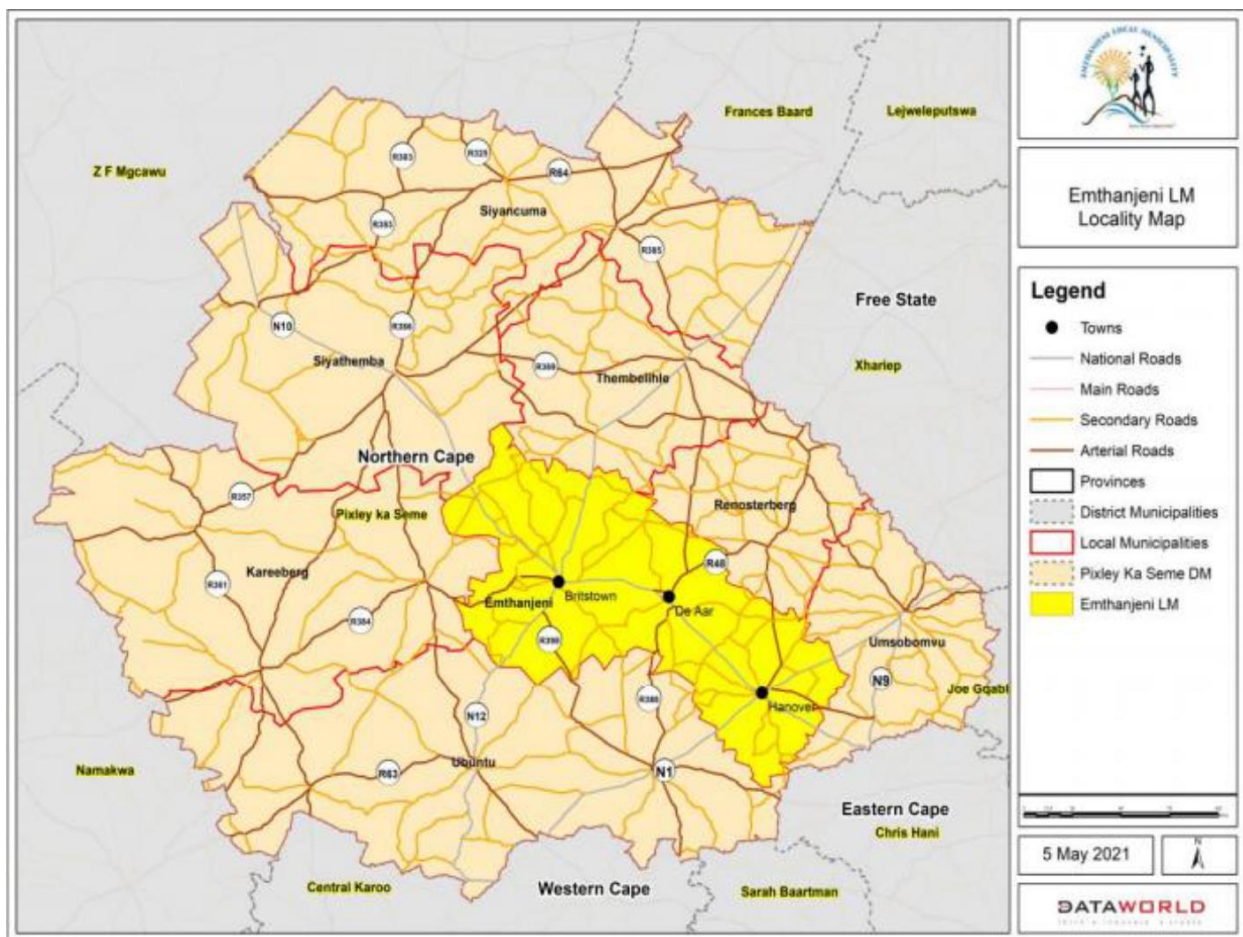 EMTHANJENI LOCAL MUNICIPALITY
Emthanjeni LM
Locality Map
Legend
Towns
National Roads
Main Roads
Secondary Roads
Arterial Roads
Provinces
District Municipalities
Local Municipalities
Pixley Ka Seme DM
Emthanjeni LM
N
5 May 2021
DATAWORLD
Frances Baard
Lejweleputswa
Z F Mgcawu
R383
R64
Siyancuma
R385
Free State
N10
Siyathemba
R369
Thembelihle
Xhariep
Northern Cape
R357
Pixley ka Seme
Renosterberg
Kareeberg
R361
R48
Emthanjeni
Britstown
De Aar
R384
R398
Umsobomvu
N9
R388
Hanover
Joe Gqabi
N12
Namakwa
R63
Ubuntu
N1
Eastern Cape
Chris Hani
Central Karoo
Western Cape
Sarah Baartman